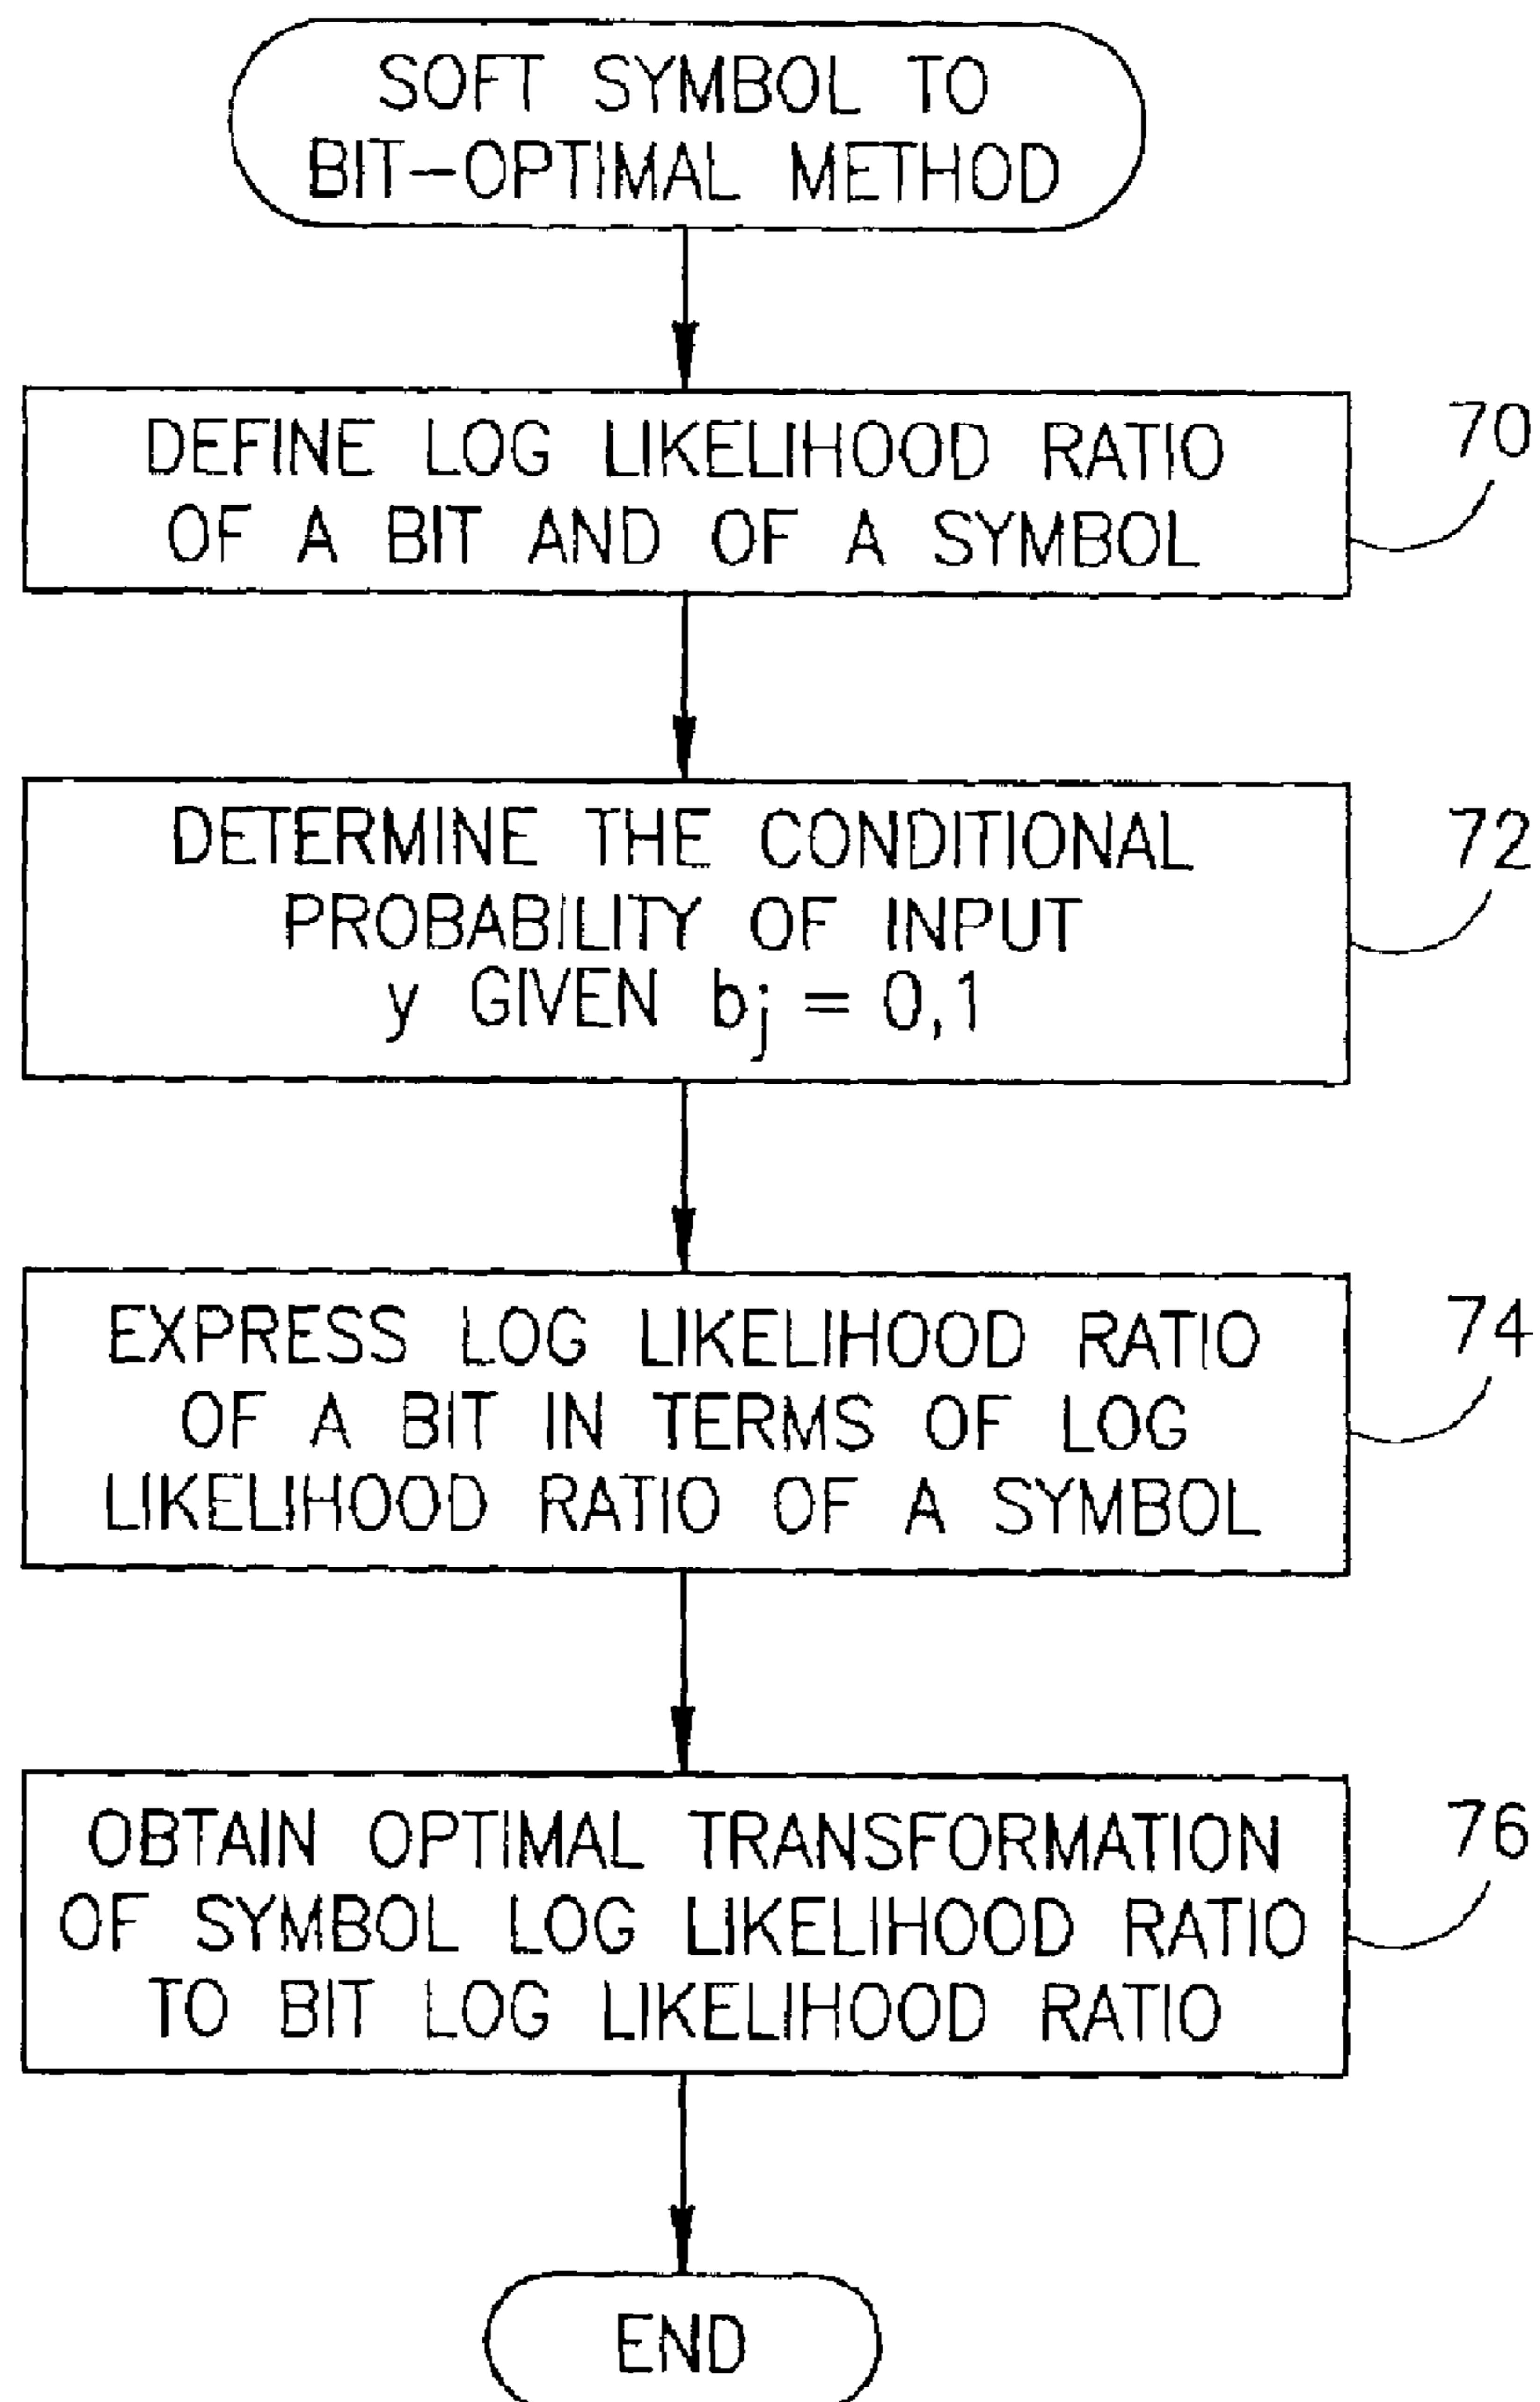 SOFT SYMBOL TO
BIT-OPTIMAL METHOD
DEFINE LOG LIKELIHOOD RATIO
OF A BIT AND OF A SYMBOL
70
DETERMINE THE CONDITIONAL
PROBABILITY OF INPUT
y GIVEN bj = 0,1
72
EXPRESS LOG LIKELIHOOD RATIO
OF A BIT IN TERMS OF LOG
LIKELIHOOD RATIO OF A SYMBOL
74
OBTAIN OPTIMAL TRANSFORMATION
OF SYMBOL LOG LIKELIHOOD RATIO
TO BIT LOG LIKELIHOOD RATIO
76
END